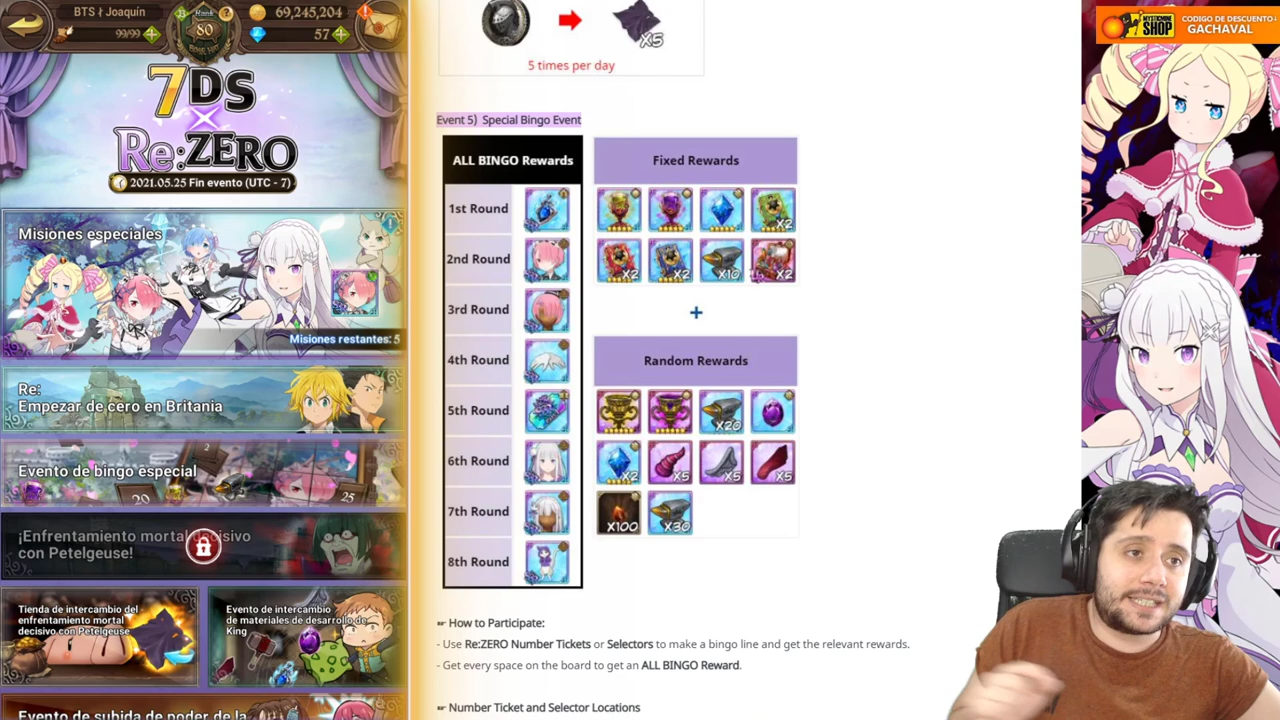 BTS ⚕ Joaquín
Rank
80
69,245,204
99/99
57
7DS
X
Re:ZERO
2021.05.25 Fin evento (UTC - 7)
Misiones especiales
Misiones restantes: 5
Re:
Empezar de cero en Britania
Evento de bingo especial
2
20
25
¡Enfrentamiento mortal decisivo
con Petelgeuse!
Tienda de intercambio del
enfrentamiento mortal
decisivo con Petelgeuse
Evento de intercambio
de materiales de desarrollo de
King
Evento de subida de poder de la
X5
5 times per day
Event 5) Special Bingo Event
ALL BINGO Rewards
1st Round
2nd Round
3rd Round
4th Round
5th Round
6th Round
7th Round
8th Round
Fixed Rewards
X2
X2
X2
X10
X2
+
Random Rewards
X20
X2
X5
X5
X5
X100
X30
☛ How to Participate:
- Use Re:ZERO Number Tickets or Selectors to make a bingo line and get the relevant rewards.
- Get every space on the board to get an ALL BINGO Reward.
☛ Number Ticket and Selector Locations
MYSTICMINE
SHOP
CODIGO DE DESCUENTO↓
GACHAVAL